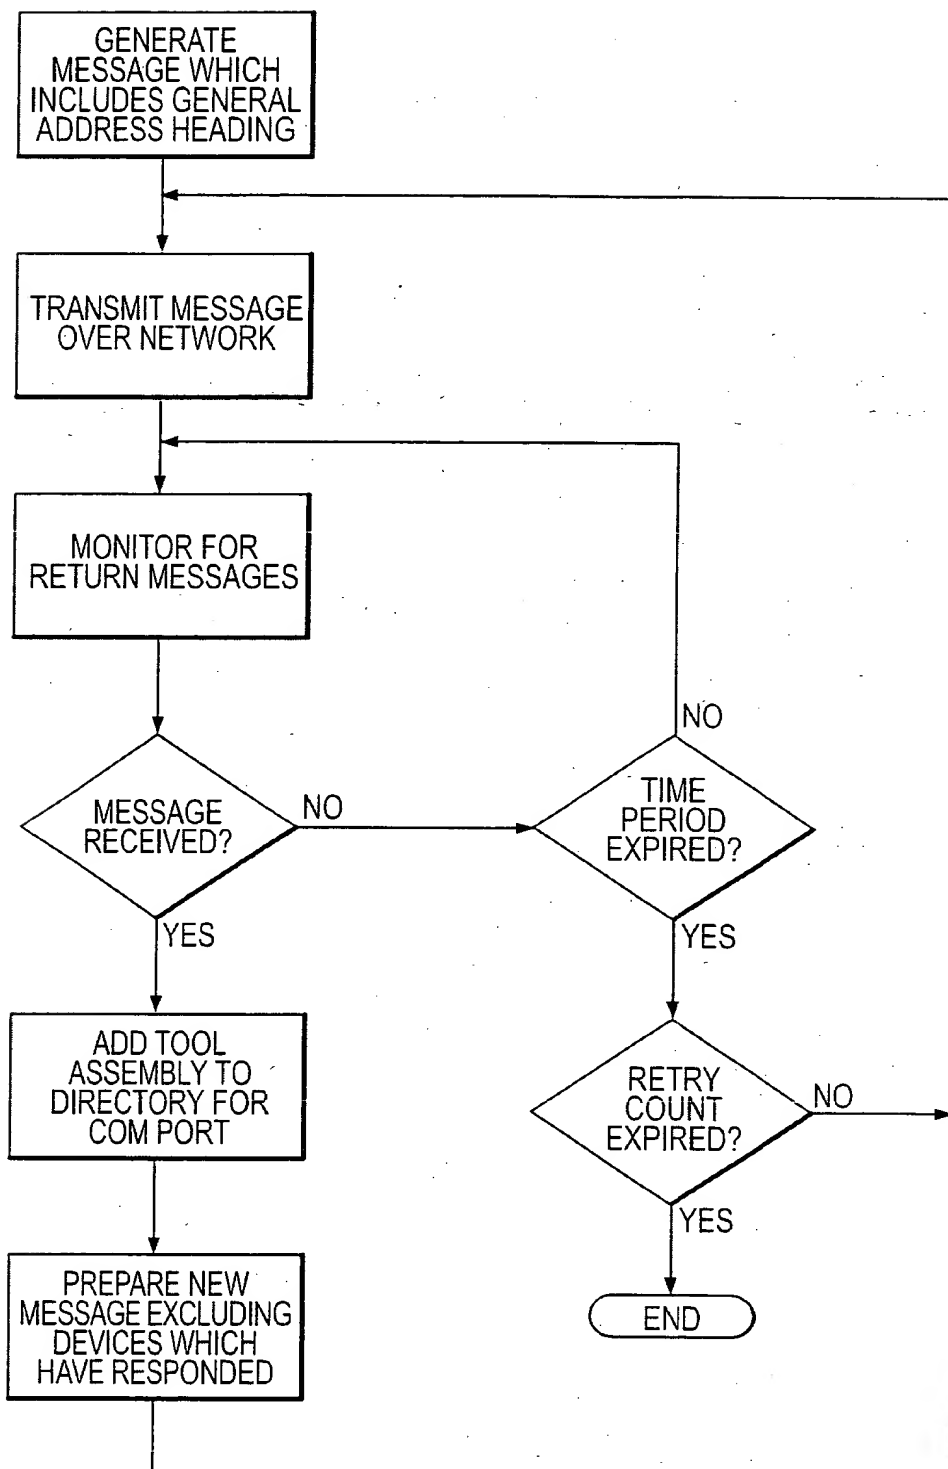 GENERATE
MESSAGE WHICH
INCLUDES GENERAL
ADDRESS HEADING
TRANSMIT MESSAGE
OVER NETWORK
MONITOR FOR
RETURN MESSAGES
MESSAGE
RECEIVED?
NO
YES
TIME
PERIOD
EXPIRED?
NO
YES
ADD TOOL
ASSEMBLY TO
DIRECTORY FOR
COM PORT
RETRY
COUNT
EXPIRED?
NO
YES
PREPARE NEW
MESSAGE EXCLUDING
DEVICES WHICH
HAVE RESPONDED
END